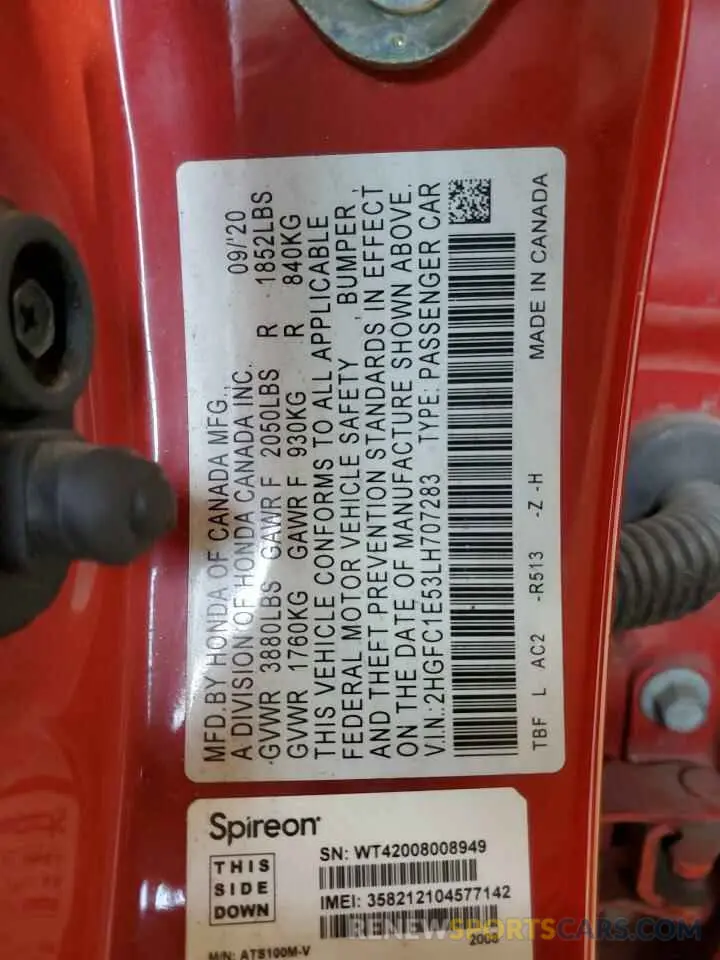 MFD. BY HONDA OF CANADA MFG.,
A DIVISION OF HONDA CANADA INC. 09/'20
GVWR 3880LBS GAWR F 2050LBS R 1852LBS
GVWR 1760KG GAWR F 930KG R 840KG
THIS VEHICLE CONFORMS TO ALL APPLICABLE
FEDERAL MOTOR VEHICLE SAFETY , BUMPER ,
AND THEFT PREVENTION STANDARDS IN EFFECT
ON THE DATE OF MANUFACTURE SHOWN ABOVE.
V.I.N.:2HGFC1E53LH707283 TYPE: PASSENGER CAR
TBF L AC2 -R513 -Z -H MADE IN CANADA
Spireon
THIS
SIDE
DOWN
SN: WT42008008949
IMEI: 358212104577142
2008
M/N: ATS100M-V
RENEWSPORTSCARS.COM